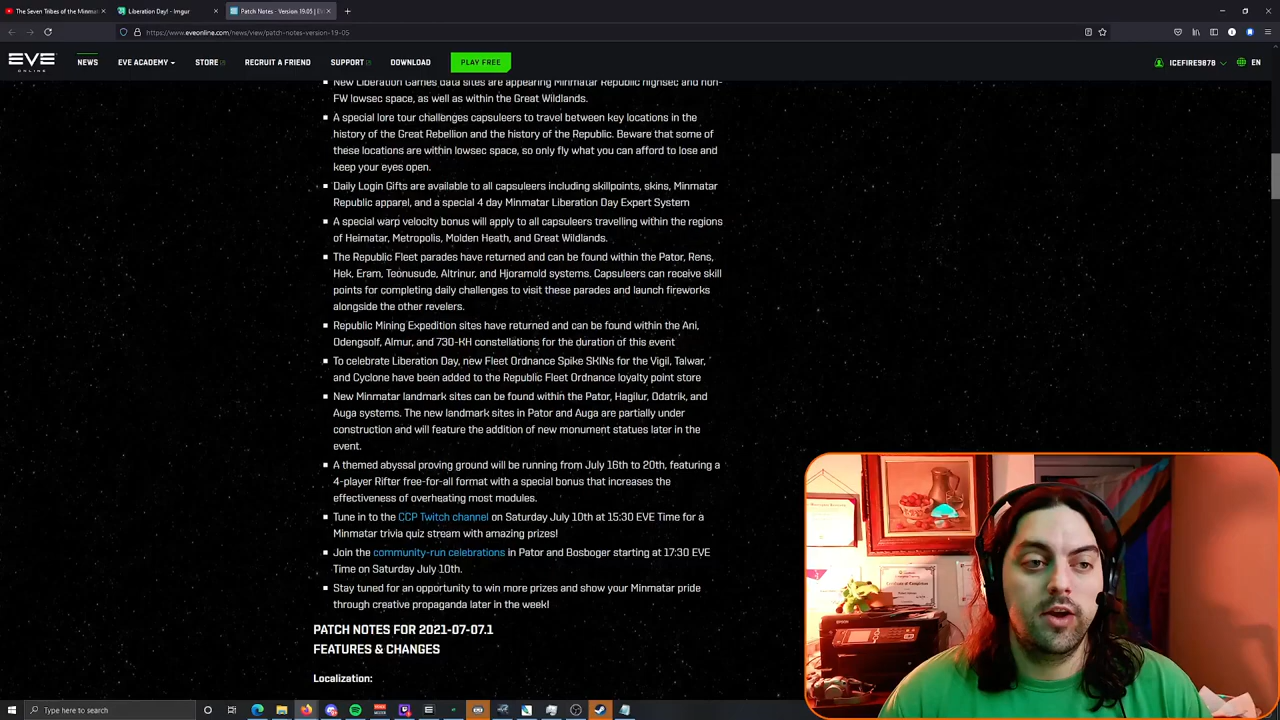 The Seven Tribes of the Minmat
Liberation Day! - Imgur
Patch Notes - Version 19.05 | EV
https://www.eveonline.com/news/view/patch-notes-version-19-05
EVE
ONLINE
NEWS
EVE ACADEMY
STORE
RECRUIT A FRIEND
SUPPORT
DOWNLOAD
PLAY FREE
ICEFIRE9878
EN
New Liberation Games data sites are appearing Minmatar Republic highsec and non-
FW lowsec space, as well as within the Great Wildlands.
A special lore tour challenges capsuleers to travel between key locations in the
history of the Great Rebellion and the history of the Republic. Beware that some of
these locations are within lowsec space, so only fly what you can afford to lose and
keep your eyes open.
Daily Login Gifts are available to all capsuleers including skillpoints, skins, Minmatar
Republic apparel, and a special 4 day Minmatar Liberation Day Expert System
A special warp velocity bonus will apply to all capsuleers travelling within the regions
of Heimatar, Metropolis, Molden Heath, and Great Wildlands.
The Republic Fleet parades have returned and can be found within the Pator, Rens,
Hek, Eram, Teonusude, Altrinur, and Hjoramold systems. Capsuleers can receive skill
points for completing daily challenges to visit these parades and launch fireworks
alongside the other revelers.
Republic Mining Expedition sites have returned and can be found within the Ani,
Odengsolf, Almur, and 730-KH constellations for the duration of this event
To celebrate Liberation Day, new Fleet Ordnance Spike SKINs for the Vigil, Talwar,
and Cyclone have been added to the Republic Fleet Ordnance loyalty point store
New Minmatar landmark sites can be found within the Pator, Hagilur, Odatrik, and
Auga systems. The new landmark sites in Pator and Auga are partially under
construction and will feature the addition of new monument statues later in the
event.
A themed abyssal proving ground will be running from July 16th to 20th, featuring a
4-player Rifter free-for-all format with a special bonus that increases the
effectiveness of overheating most modules.
Tune in to the CCP Twitch channel on Saturday July 10th at 15:30 EVE Time for a
Minmatar trivia quiz stream with amazing prizes!
Join the community-run celebrations in Pator and Bosboger starting at 17:30 EVE
Time on Saturday July 10th.
Stay tuned for an opportunity to win more prizes and show your Minmatar pride
through creative propaganda later in the week!
PATCH NOTES FOR 2021-07-07.1
FEATURES & CHANGES
Localization:
EPSON
Type here to search